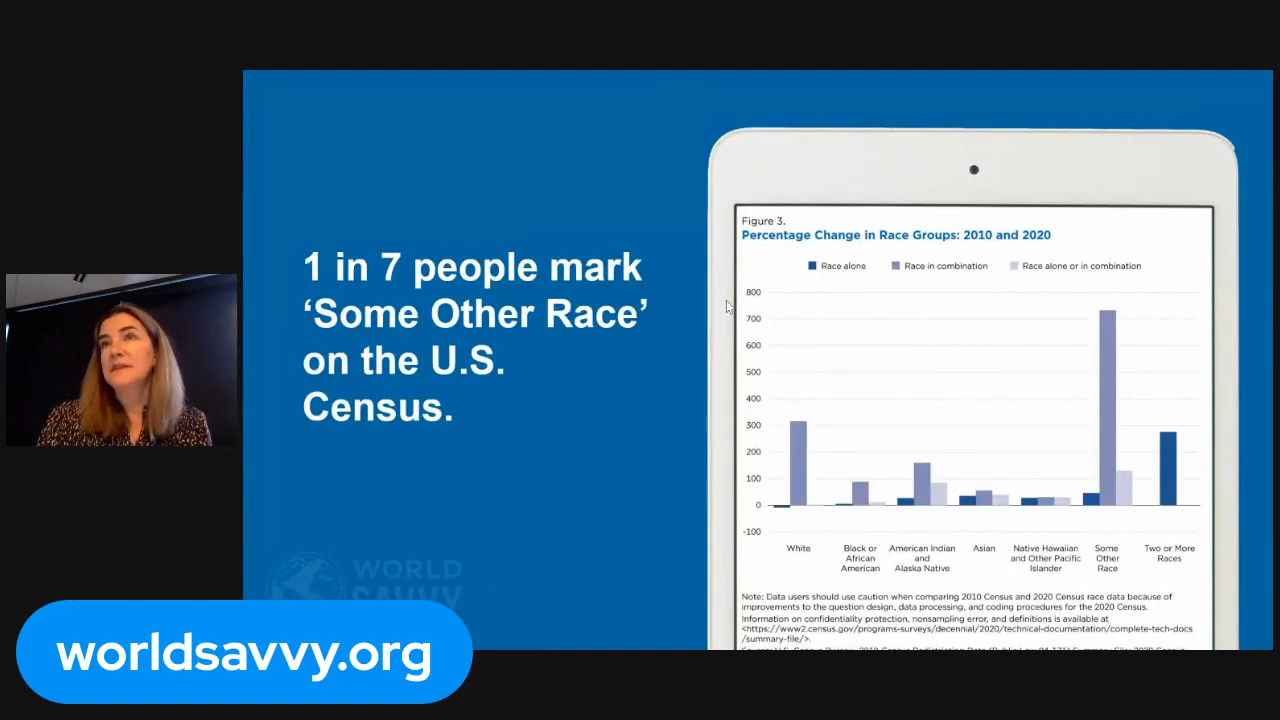 1 in 7 people mark
‘Some Other Race’
on the U.S.
Census.
Figure 3.
Percentage Change in Race Groups: 2010 and 2020
Race alone
Race in combination
Race alone or in combination
800
700
600
500
400
300
200
100
0
-100
White
Black or
African
American
American Indian
and
Alaska Native
Asian
Native Hawaiian
and Other Pacific
Islander
Some
Other
Race
Two or More
Races
Note: Data users should use caution when comparing 2010 Census and 2020 Census race data because of
improvements to the question design, data processing, and coding procedures for the 2020 Census.
Information on confidentiality protection, nonsampling error, and definitions is available at
<https://www2.census.gov/programs-surveys/decennial/2020/technical-documentation/complete-tech-docs
/summary-file/>.
WORLD
SAVVY
worldsavvy.org